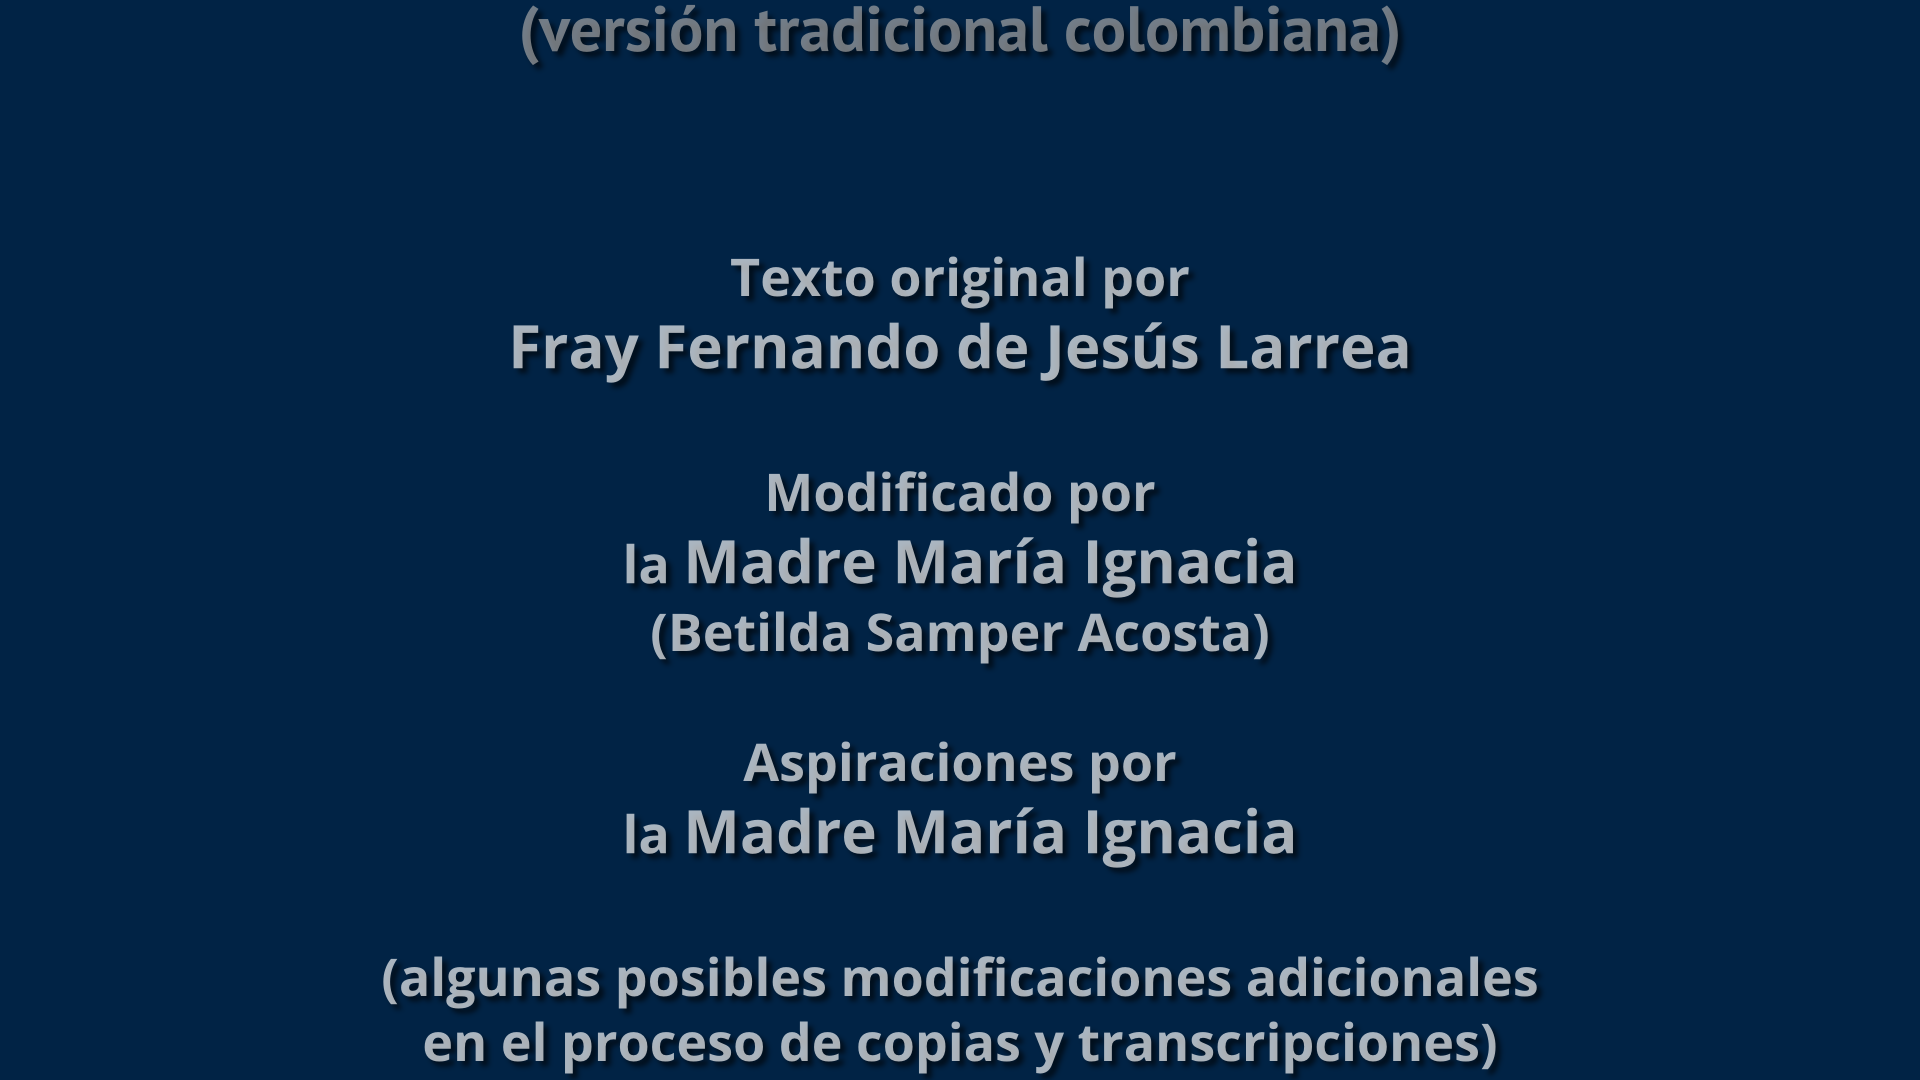 (versión tradicional colombiana)
Texto original por
Fray Fernando de Jesús Larrea
Modificado por
la Madre María Ignacia
(Betilda Samper Acosta)
Aspiraciones por
la Madre María Ignacia
(algunas posibles modificaciones adicionales
en el proceso de copias y transcripciones)